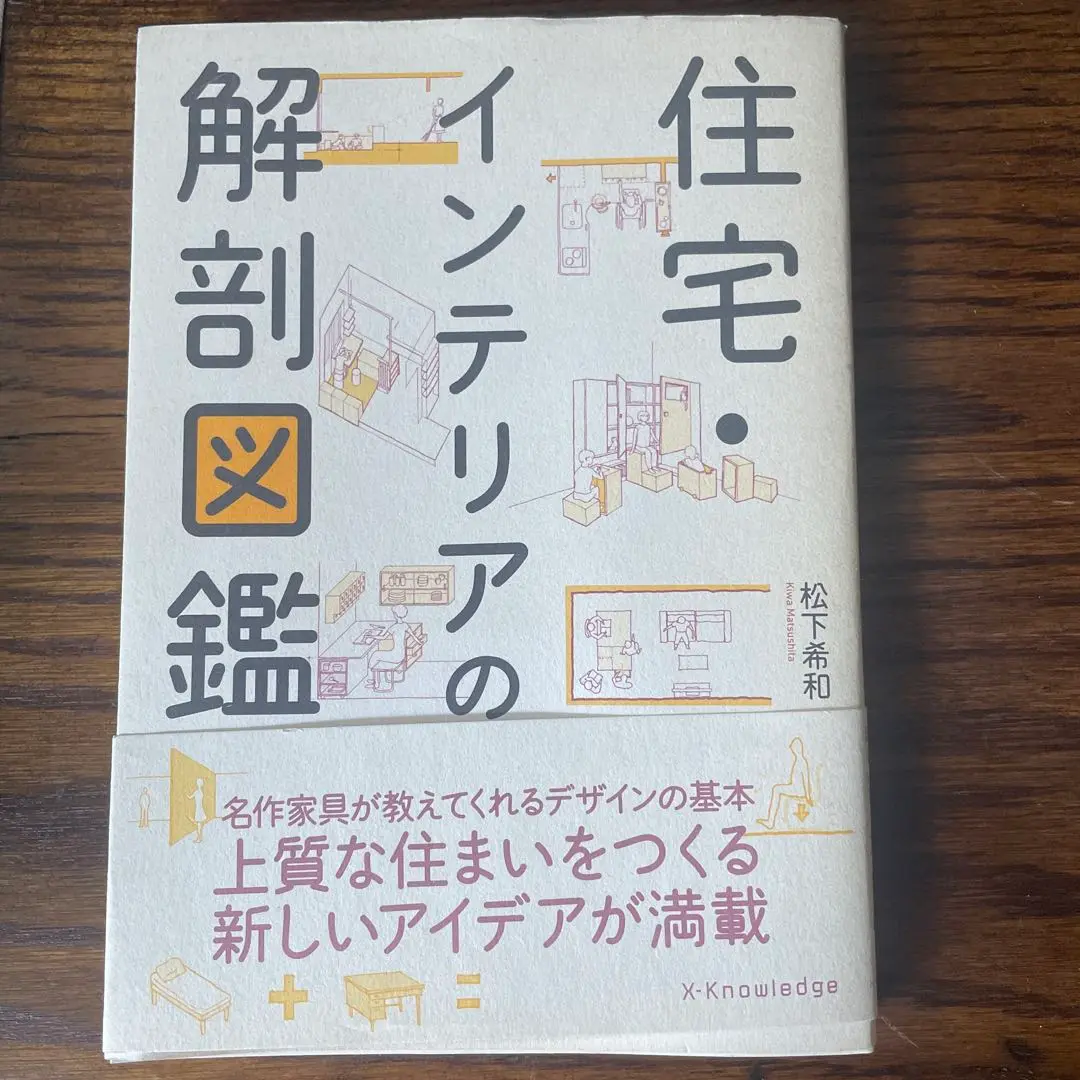 住宅・
インテリアの
解剖図鑑
松下希和
Kiwa Matsushita
名作家具が教えてくれるデザインの基本
上質な住まいをつくる
新しいアイデアが満載
+ =
X-Knowledge